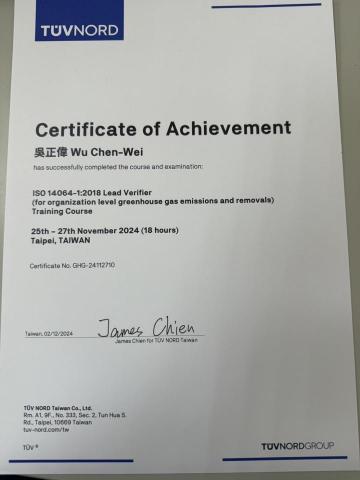 TÜVNORD
Certificate of Achievement
吳正偉 Wu Chen-Wei
has successfully completed the course and examination:
ISO 14064-1:2018 Lead Verifier
(for organization level greenhouse gas emissions and removals)
Training Course
25th - 27th November 2024 (18 hours)
Taipei, TAIWAN
Certificate No. GHG-24112710
James Chien
Taiwan, 02/12/2024
James Chien for TÜV NORD Taiwan
TÜV NORD Taiwan Co., Ltd.
Rm. A1, 9F., No. 333, Sec. 2, Tun Hua S.
Rd., Taipei, 10669 Taiwan
tuv-nord.com/tw
TÜV ®
TÜVNORDGROUP